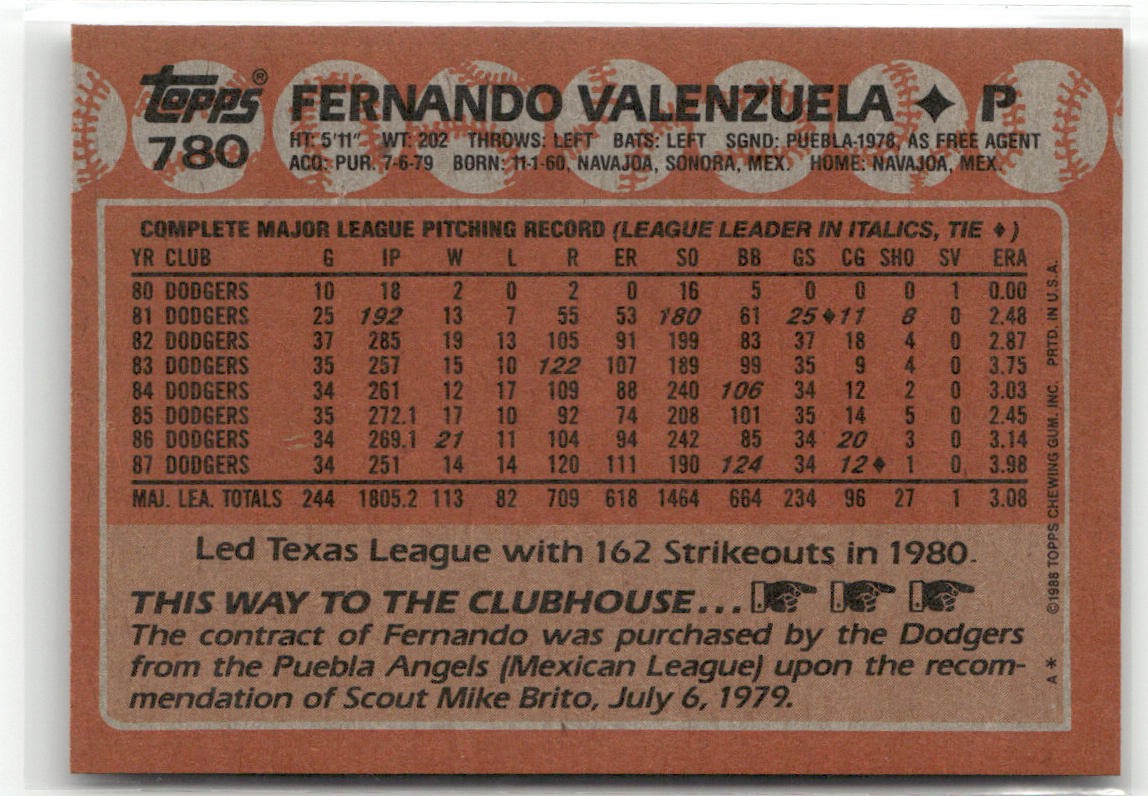 Topps®
780
FERNANDO VALENZUELA ✦ P
HT: 5'11" WT: 202 THROWS: LEFT BATS: LEFT SGND: PUEBLA-1978, AS FREE AGENT
ACQ: PUR. 7-6-79 BORN: 11-1-60, NAVAJOA, SONORA, MEX. HOME: NAVAJOA, MEX.
COMPLETE MAJOR LEAGUE PITCHING RECORD (LEAGUE LEADER IN ITALICS, TIE ♦)
YR CLUB G IP W L R ER SO BB GS CG SHO SV ERA
80 DODGERS 10 18 2 0 2 0 16 5 0 0 0 1 0.00
81 DODGERS 25 192 13 7 55 53 180 61 25 ♦11 8 0 2.48
82 DODGERS 37 285 19 13 105 91 199 83 37 18 4 0 2.87
83 DODGERS 35 257 15 10 122 107 189 99 35 9 4 0 3.75
84 DODGERS 34 261 12 17 109 88 240 106 34 12 2 0 3.03
85 DODGERS 35 272.1 17 10 92 74 208 101 35 14 5 0 2.45
86 DODGERS 34 269.1 21 11 104 94 242 85 34 20 3 0 3.14
87 DODGERS 34 251 14 14 120 111 190 124 34 12♦ 1 0 3.98
MAJ. LEA. TOTALS 244 1805.2 113 82 709 618 1464 664 234 96 27 1 3.08
Led Texas League with 162 Strikeouts in 1980.
THIS WAY TO THE CLUBHOUSE...
The contract of Fernando was purchased by the Dodgers
from the Puebla Angels (Mexican League) upon the recom-
mendation of Scout Mike Brito, July 6, 1979.
A* ©1988 TOPPS CHEWING GUM, INC. PRTD. IN U.S.A.